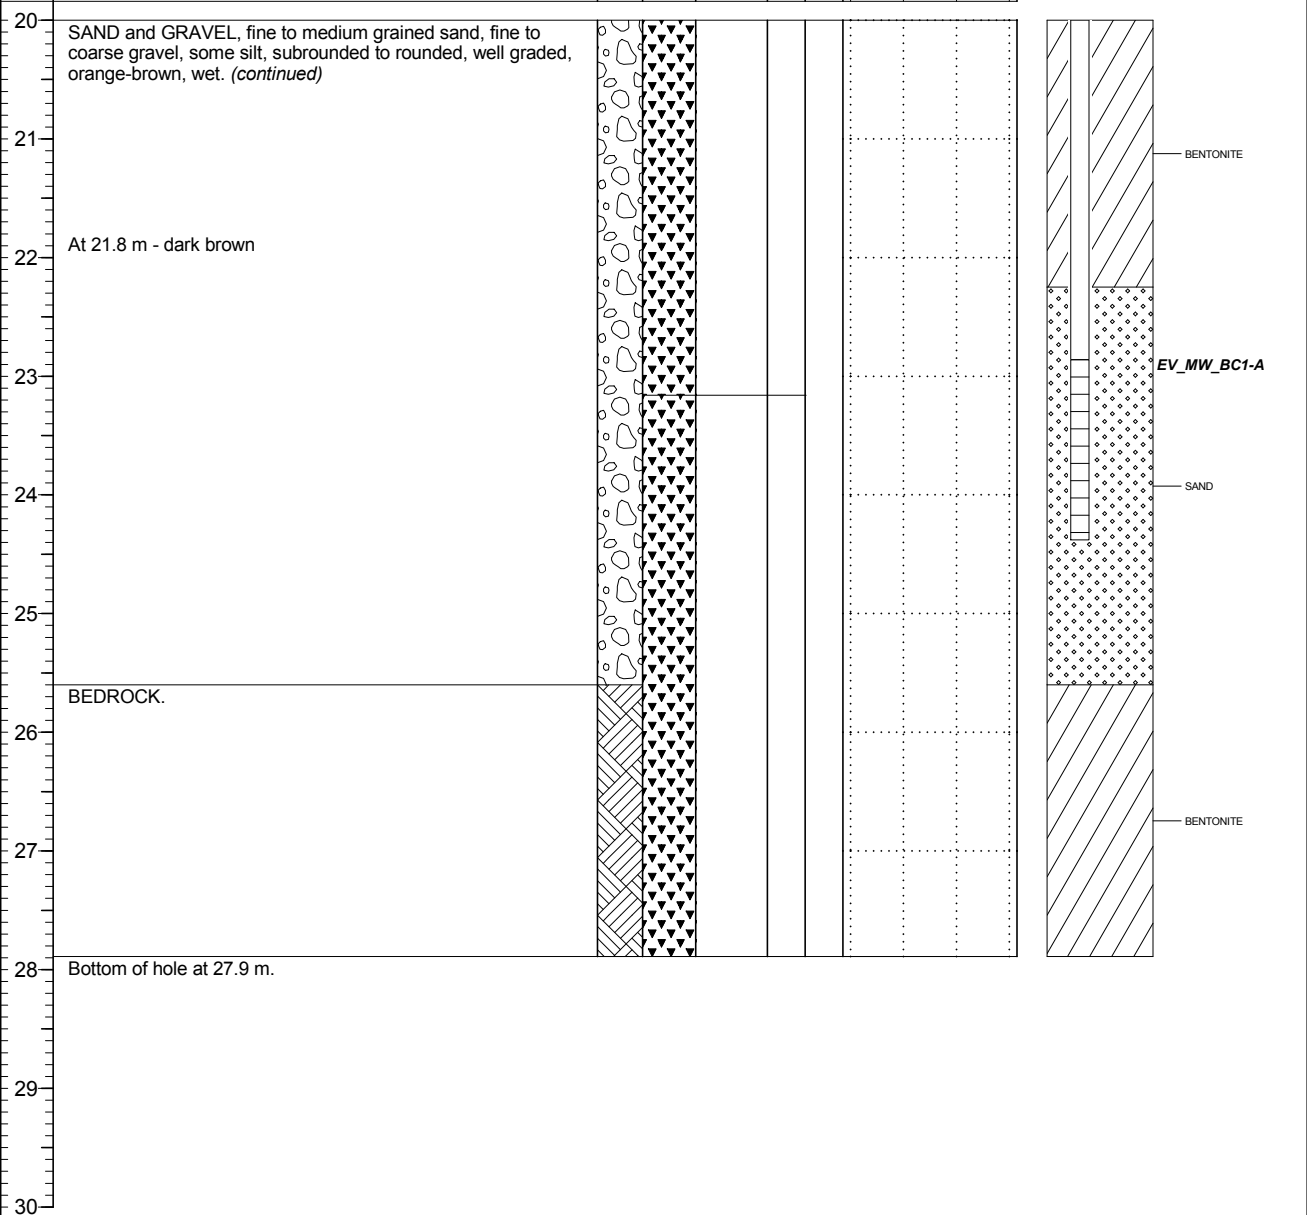 20
SAND and GRAVEL, fine to medium grained sand, fine to
coarse gravel, some silt, subrounded to rounded, well graded,
orange-brown, wet. (continued)
21
BENTONITE
At 21.8 m - dark brown
22
EV_MW_BC1-A
23
SAND
24
25
BEDROCK.
26
BENTONITE
27
Bottom of hole at 27.9 m.
28
29
30